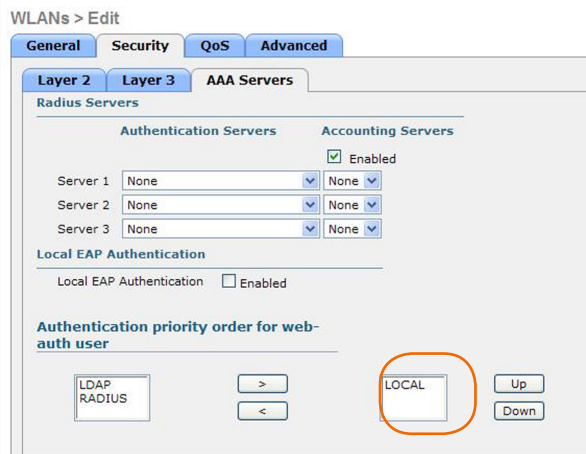 WLANs > Edit
General Security QoS Advanced
Layer 2 Layer 3 AAA Servers
Radius Servers
Authentication Servers Accounting Servers
Enabled
Server 1 None None
Server 2 None None
Server 3 None None
Local EAP Authentication
Local EAP Authentication Enabled
Authentication priority order for web-
auth user
LDAP > LOCAL Up
RADIUS
< Down